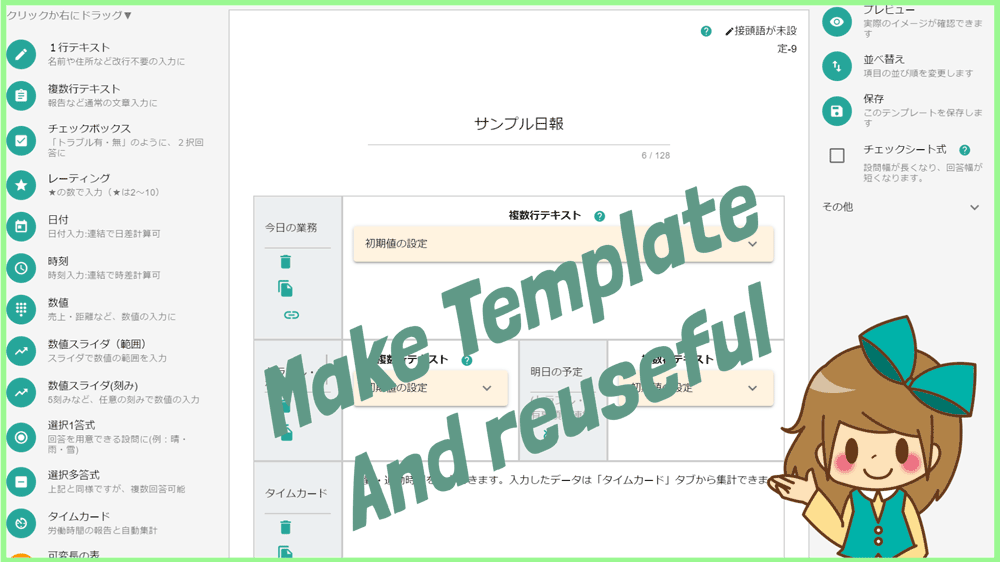 クリックか右にドラッグ▼
1行テキスト
名前や住所など改行不要の入力に
複数行テキスト
報告など通常の文章入力に
チェックボックス
「トラブル有・無」のように、2択回
答に
レーティング
★の数で入力（★は2～10）
日付
日付入力:連結で日差計算可
時刻
時刻入力:連結で時差計算可
数値
売上・距離など、数値の入力に
数値スライダ（範囲）
スライダで数値の範囲を入力
数値スライダ(刻み)
5刻みなど、任意の刻みで数値の入力
選択1答式
回答を用意できる設問に(例：晴・
雨・雪)
選択多答式
上記と同様ですが、複数回答可能
タイムカード
労働時間の報告と自動集計
可変長の表
接頭語が未設
定-9
サンプル日報
6 / 128
今日の業務
複数行テキスト
初期値の設定
複数行テキスト
初期値の設定
明日の予定
複数行テキスト
初期値の設定
タイムカード
きます。入力したデータは「タイムカード」タブから集計できま
Make Template
And reuseful
プレビュー
実際のイメージが確認できま
す
並べ替え
項目の並び順を変更します
保存
このテンプレートを保存しま
す
チェックシート式
設問幅が長くなり、回答幅が
短くなります。
その他